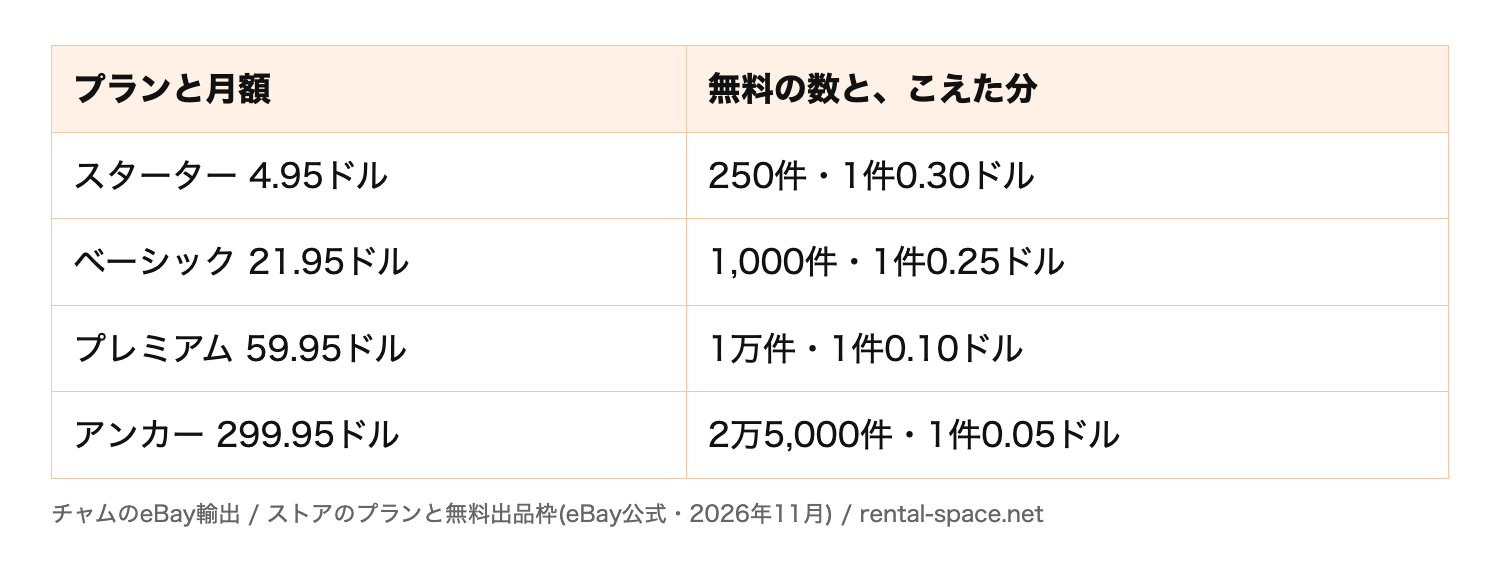 プランと月額
無料の数と、こえた分
スターター 4.95ドル
250件・1件0.30ドル
ベーシック 21.95ドル
1,000件・1件0.25ドル
プレミアム 59.95ドル
1万件・1件0.10ドル
アンカー 299.95ドル
2万5,000件・1件0.05ドル
チャムのeBay輸出 / ストアのプランと無料出品枠(eBay公式・2026年11月) / rental-space.net